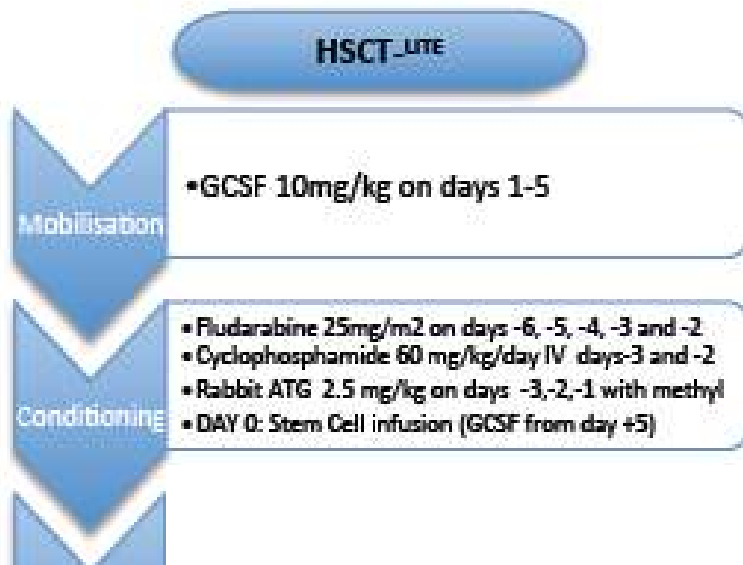 HSCT-LITE
Mobilisation
•GCSF 10mg/kg on days 1-5
Conditioning
•Fludarabine 25mg/m2 on days -6, -5, -4, -3 and -2
•Cyclophosphamide 60 mg/kg/day IV days-3 and -2
•Rabbit ATG 2.5 mg/kg on days -3,-2,-1 with methyl
•DAY 0: Stem Cell infusion (GCSF from day +5)